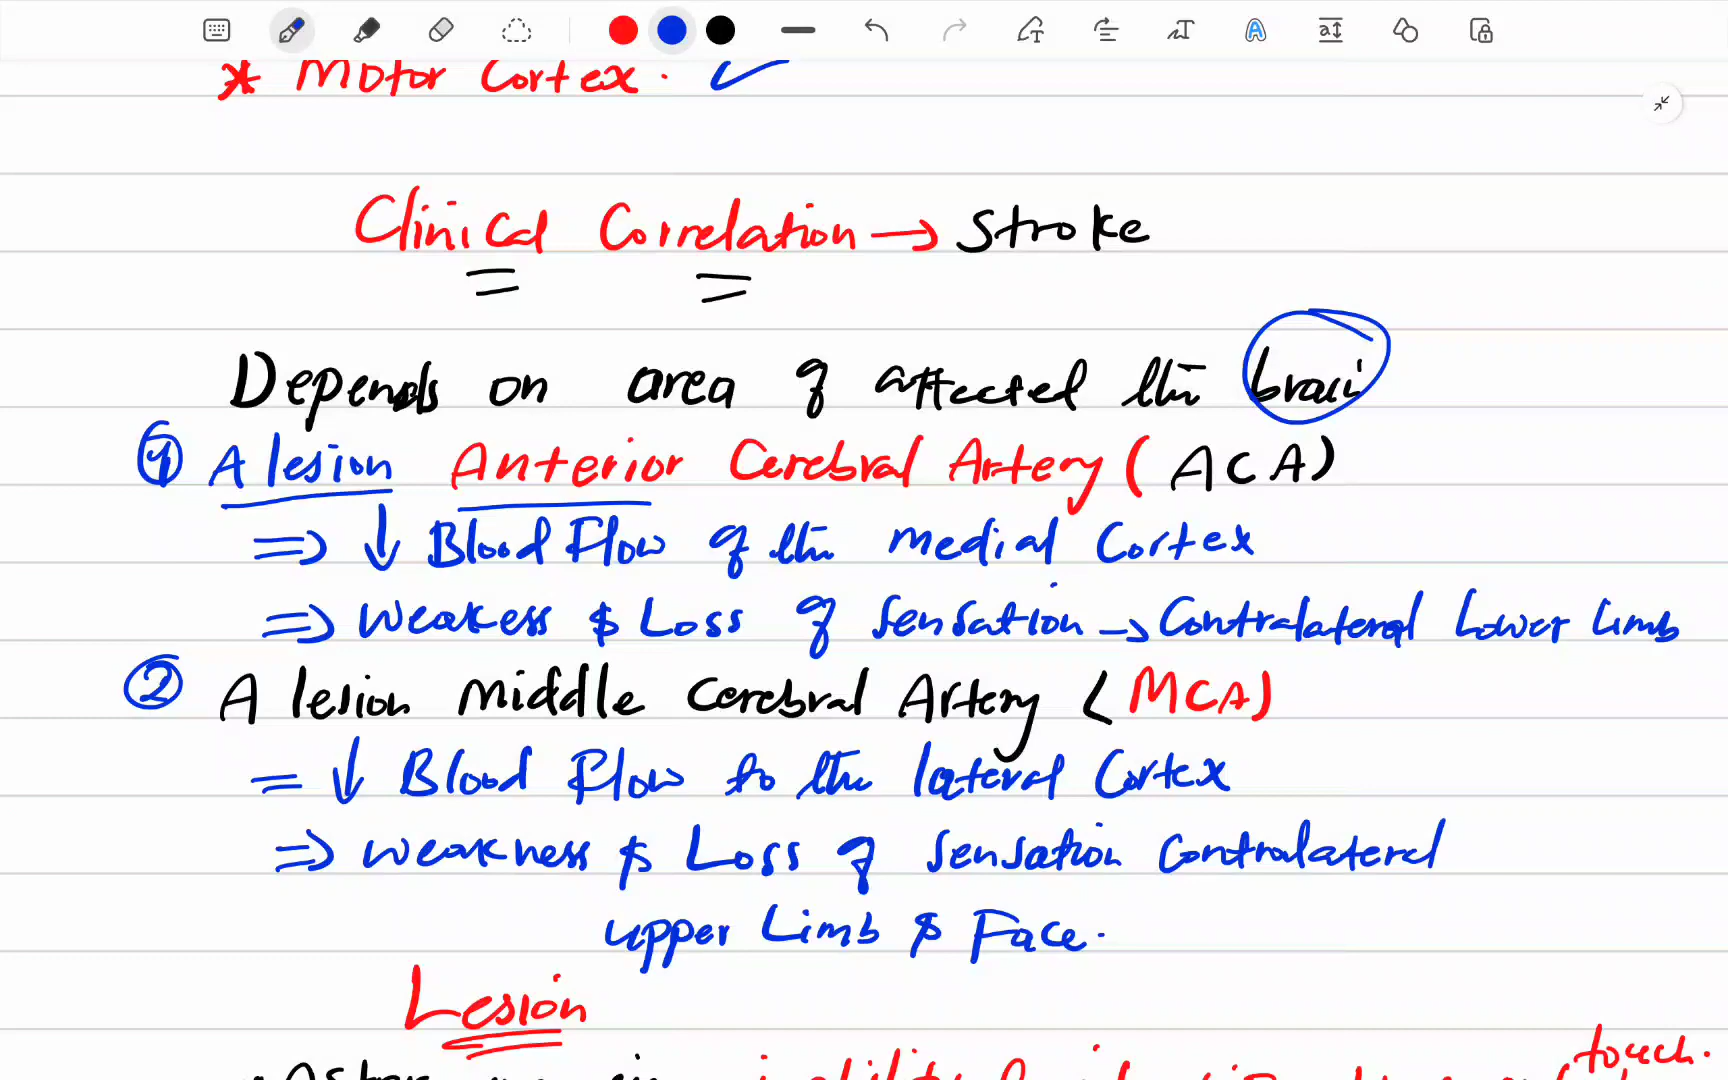 * Motor Cortex. ✓
Clinical Correlation → Stroke
Depends on area of affected the brain
① A lesion Anterior Cerebral Artery (ACA)
⇒ ↓ Blood Flow of the medial Cortex
⇒ weakess & Loss of sensation → Contralateral Lower Limb
② A lesion Middle Cerebral Artery (MCA)
= ↓ Blood Flow to the lateral Cortex
⇒ weakness & Loss of sensation Contralateral
upper Limb & Face.
Lesion
touch.